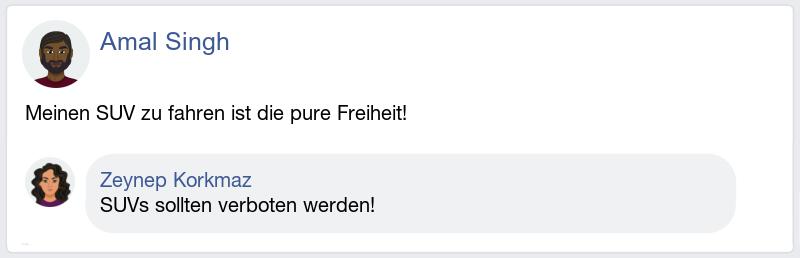 Amal Singh
Meinen SUV zu fahren ist die pure Freiheit!
Zeynep Korkmaz
SUVs sollten verboten werden!